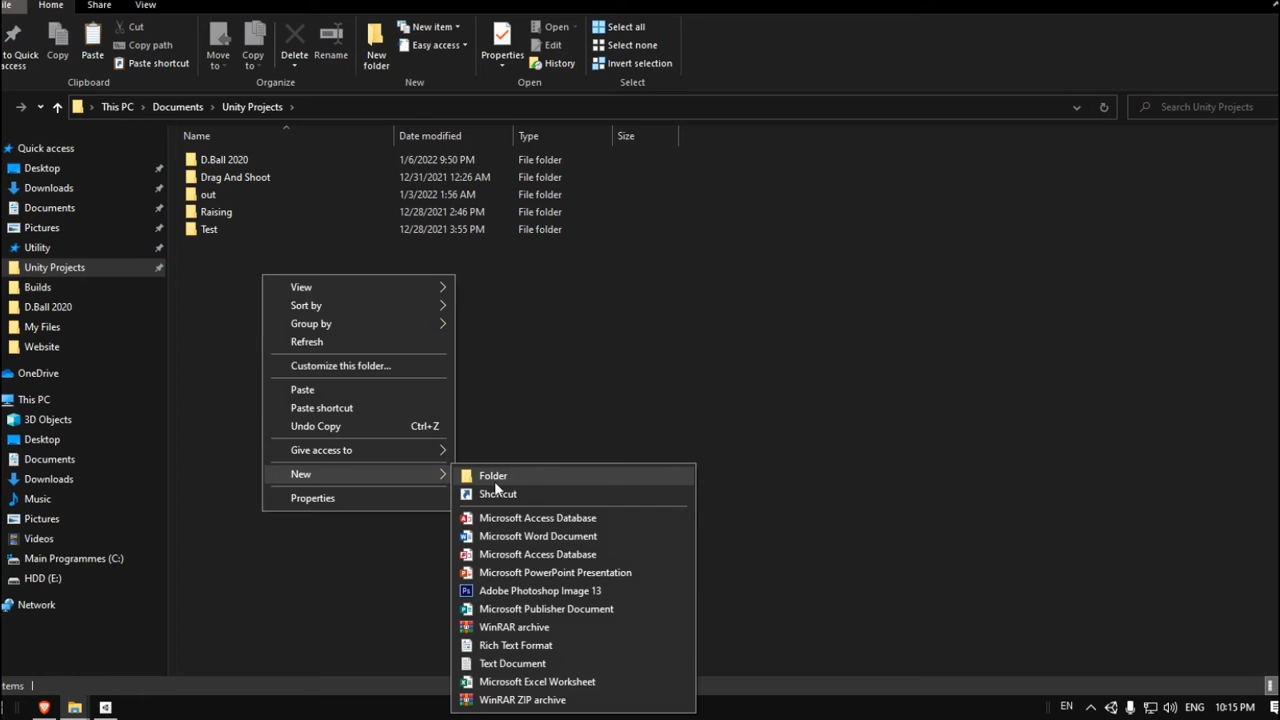 ile
Home
Share
View
to Quick
access
Copy
Paste
Cut
Copy path
Paste shortcut
Clipboard
Move
to
Copy
to
Delete
Rename
Organize
New
folder
New item
Easy access
New
Properties
Open
Edit
History
Open
Select all
Select none
Invert selection
Select
This PC
Documents
Unity Projects
Search Unity Projects
Quick access
Desktop
Downloads
Documents
Pictures
Utility
Unity Projects
Builds
D.Ball 2020
My Files
Website
OneDrive
This PC
3D Objects
Desktop
Documents
Downloads
Music
Pictures
Videos
Main Programmes (C:)
HDD (E:)
Network
Name Date modified Type Size
D.Ball 2020 1/6/2022 9:50 PM File folder
Drag And Shoot 12/31/2021 12:26 AM File folder
out 1/3/2022 1:56 AM File folder
Raising 12/28/2021 2:46 PM File folder
Test 12/28/2021 3:55 PM File folder
View
Sort by
Group by
Refresh
Customize this folder...
Paste
Paste shortcut
Undo Copy Ctrl+Z
Give access to
New
Properties
Folder
Shortcut
Microsoft Access Database
Microsoft Word Document
Microsoft Access Database
Microsoft PowerPoint Presentation
Adobe Photoshop Image 13
Microsoft Publisher Document
WinRAR archive
Rich Text Format
Text Document
Microsoft Excel Worksheet
WinRAR ZIP archive
items
EN 10:15 PM